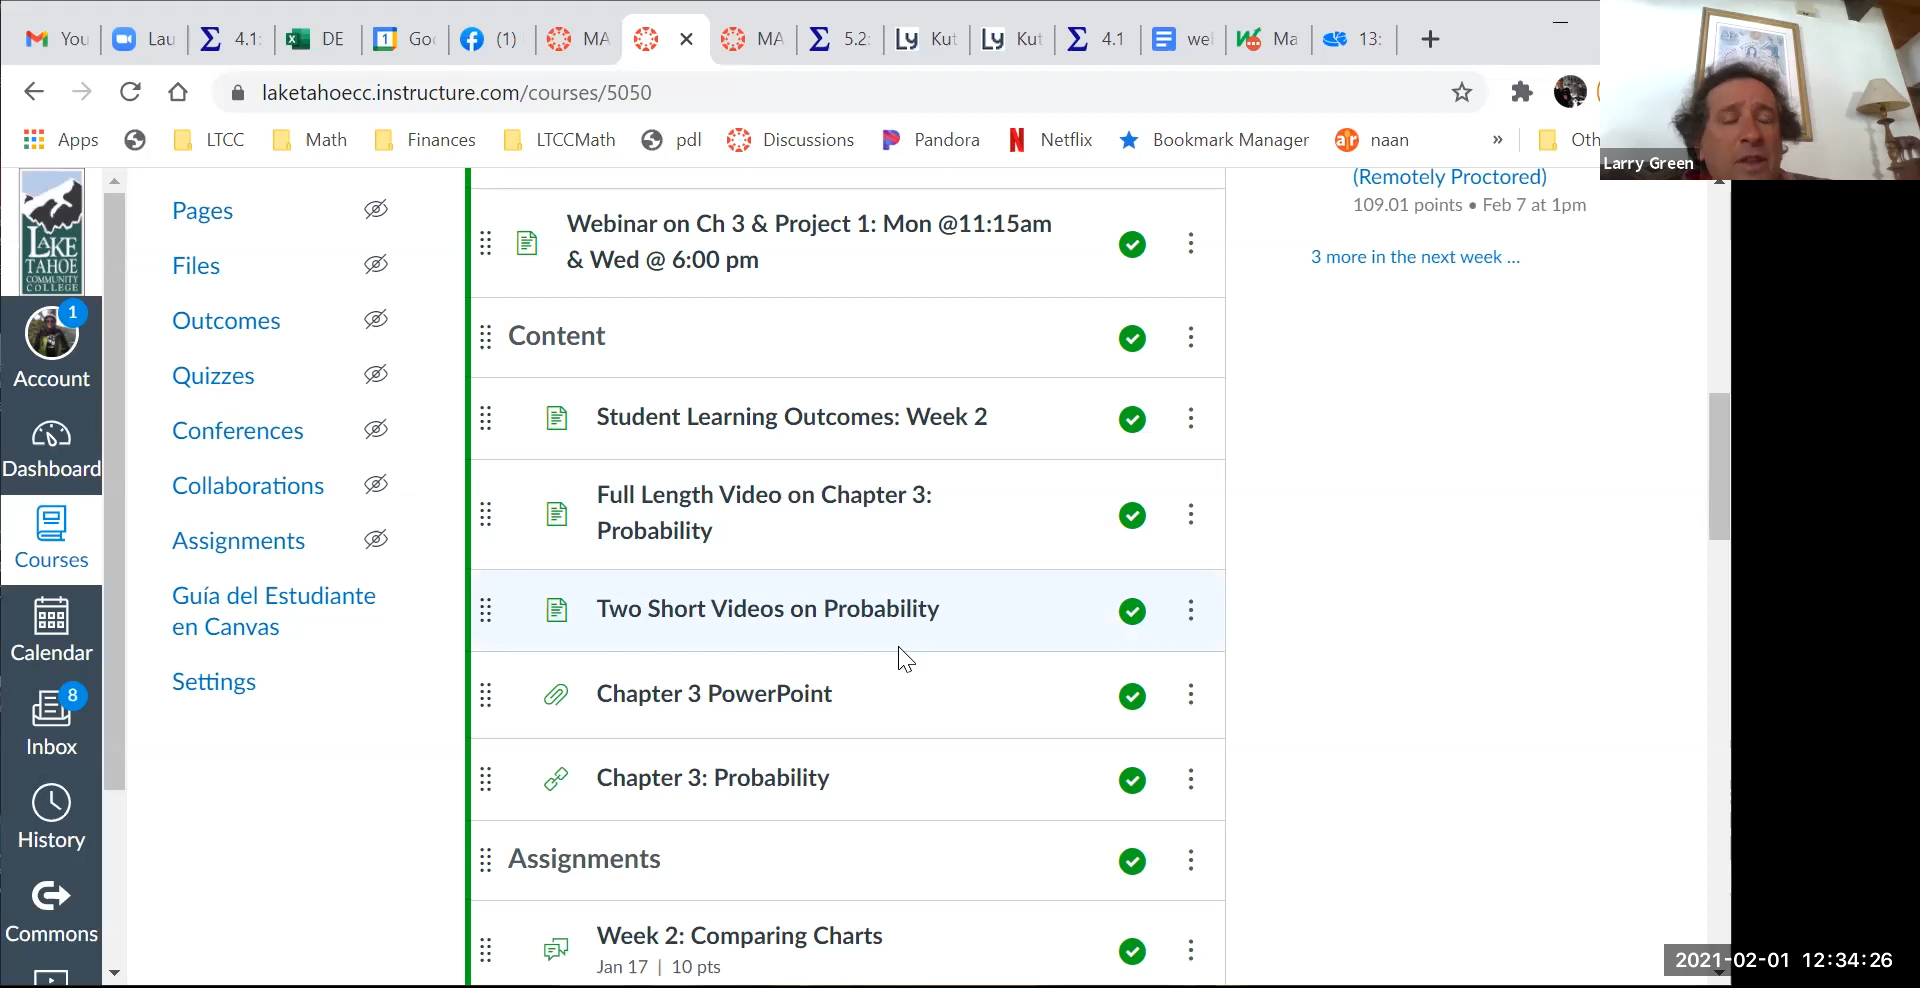 You
Lau
4.1:
DE
Goo
(1)
MA
MA
5.2:
Ly Kut
Ly Kut
4.1
wel
Ma
13:
laketahoecc.instructure.com/courses/5050
Apps
LTCC
Math
Finances
LTCCMath
pdl
Discussions
Pandora
Netflix
Bookmark Manager
naan
»
Oth
Larry Green
LAKE
TAHOE
COMMUNITY
COLLEGE
1
Account
Dashboard
Courses
Calendar
8
Inbox
History
Commons
Pages
Files
Outcomes
Quizzes
Conferences
Collaborations
Assignments
Guía del Estudiante
en Canvas
Settings
Webinar on Ch 3 & Project 1: Mon @11:15am
& Wed @ 6:00 pm
Content
Student Learning Outcomes: Week 2
Full Length Video on Chapter 3:
Probability
Two Short Videos on Probability
Chapter 3 PowerPoint
Chapter 3: Probability
Assignments
Week 2: Comparing Charts
Jan 17 | 10 pts
(Remotely Proctored)
109.01 points • Feb 7 at 1pm
3 more in the next week ...
2021-02-01 12:34:26